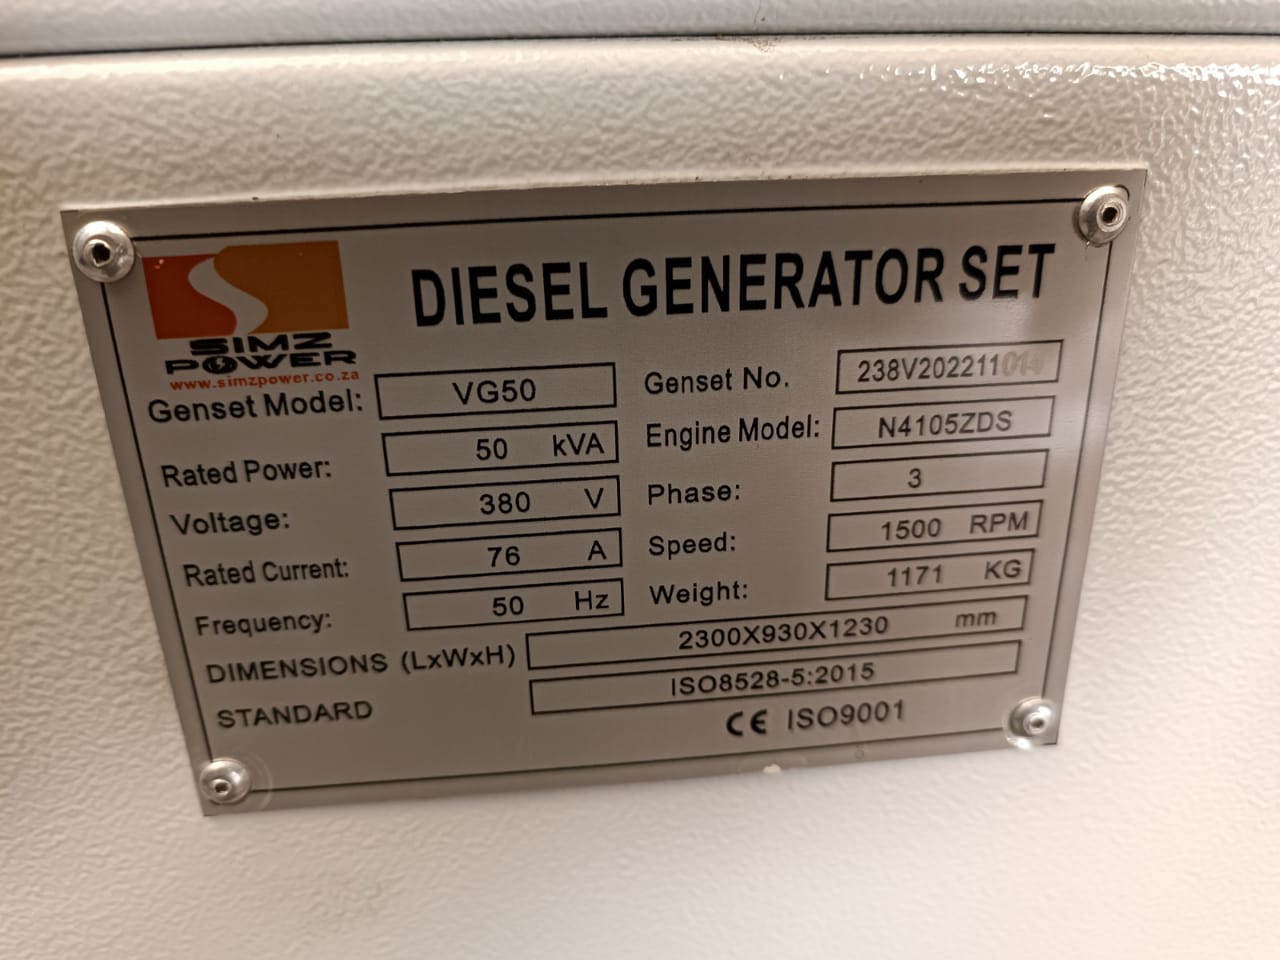 DIESEL GENERATOR SET
SIMZ
POWER
www.simzpower.co.za
Genset Model: VG50
Genset No. 238V202211014
Rated Power: 50 kVA
Engine Model: N4105ZDS
Voltage: 380 V
Phase: 3
Rated Current: 76 A
Speed: 1500 RPM
Frequency: 50 Hz
Weight: 1171 KG
DIMENSIONS (LxWxH) 2300X930X1230 mm
STANDARD ISO8528-5:2015
CE ISO9001